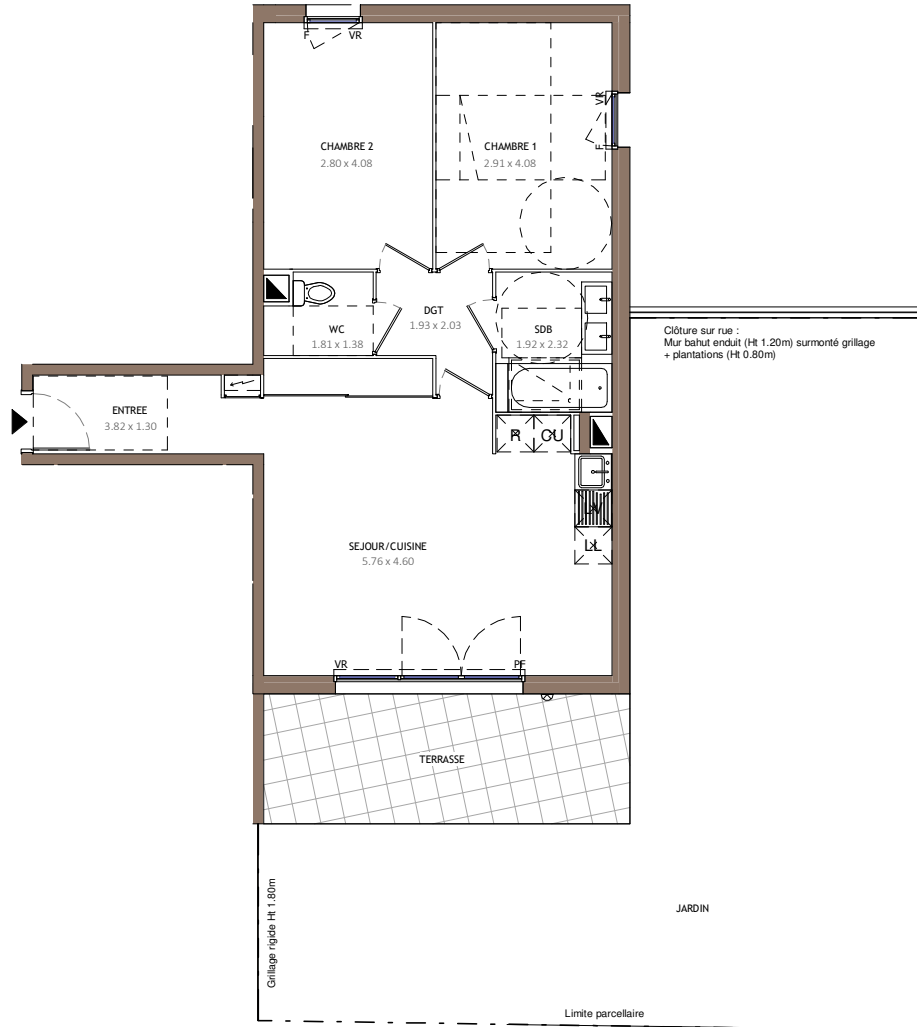 F VR
VR
F
CHAMBRE 2
2.80 x 4.08
CHAMBRE 1
2.91 x 4.08
DGT
1.93 x 2.03
WC
1.81 x 1.38
SDB
1.92 x 2.32
Clôture sur rue :
Mur bahut enduit (Ht 1.20m) surmonté grillage
+ plantations (Ht 0.80m)
ENTREE
3.82 x 1.30
R CU
LV
LL
SEJOUR/CUISINE
5.76 x 4.60
VR PF
TERRASSE
Grillage rigide Ht 1.80m
JARDIN
Limite parcellaire